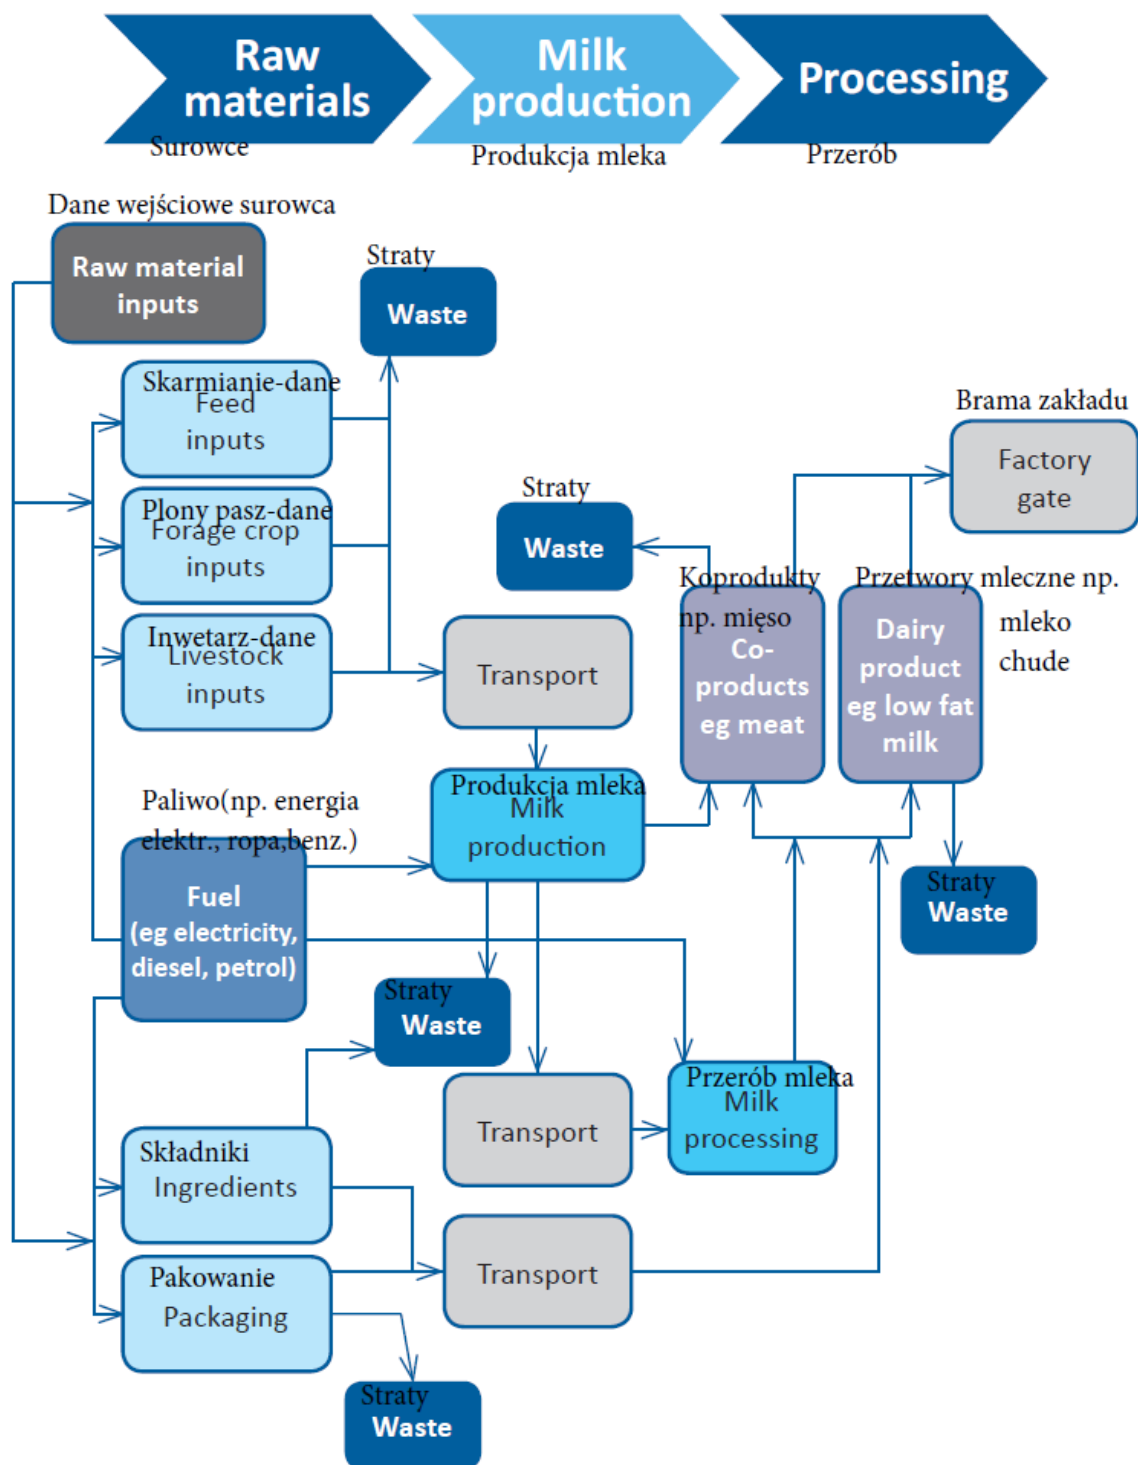 Raw
materials
Surowce
Milk
production
Produkcja mleka
Processing
Przerób
Dane wejściowe surowca
Raw material
inputs
Straty
Waste
Skarmianie-dane
Feed
inputs
Brama zakładu
Factory
gate
Plony pasz-dane
Forage crop
inputs
Straty
Waste
Inwetarz-dane
Livestock
inputs
Transport
Koprodukty
np. mięso
Co-
products
eg meat
Przetwory mleczne np.
mleko
chude
Dairy
product
eg low fat
milk
Produkcja mleka
Milk
production
Paliwo(np. energia
elektr., ropa,benz.)
Fuel
(eg electricity,
diesel, petrol)
Straty
Waste
Straty
Waste
Przerób mleka
Milk
processing
Transport
Składniki
Ingredients
Transport
Pakowanie
Packaging
Straty
Waste